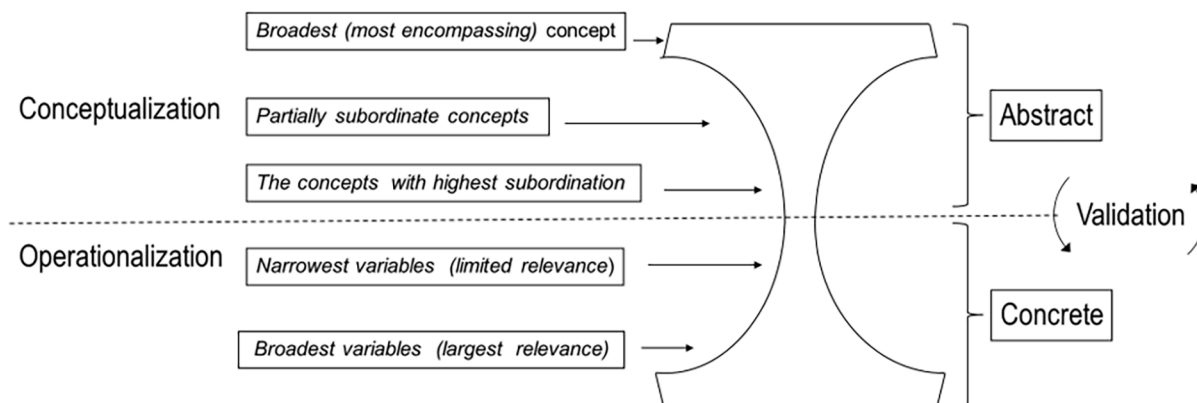 Broadest (most encompassing) concept
Conceptualization
Partially subordinate concepts
Abstract
The concepts with highest subordination
Validation
Operationalization
Narrowest variables (limited relevance)
Concrete
Broadest variables (largest relevance)